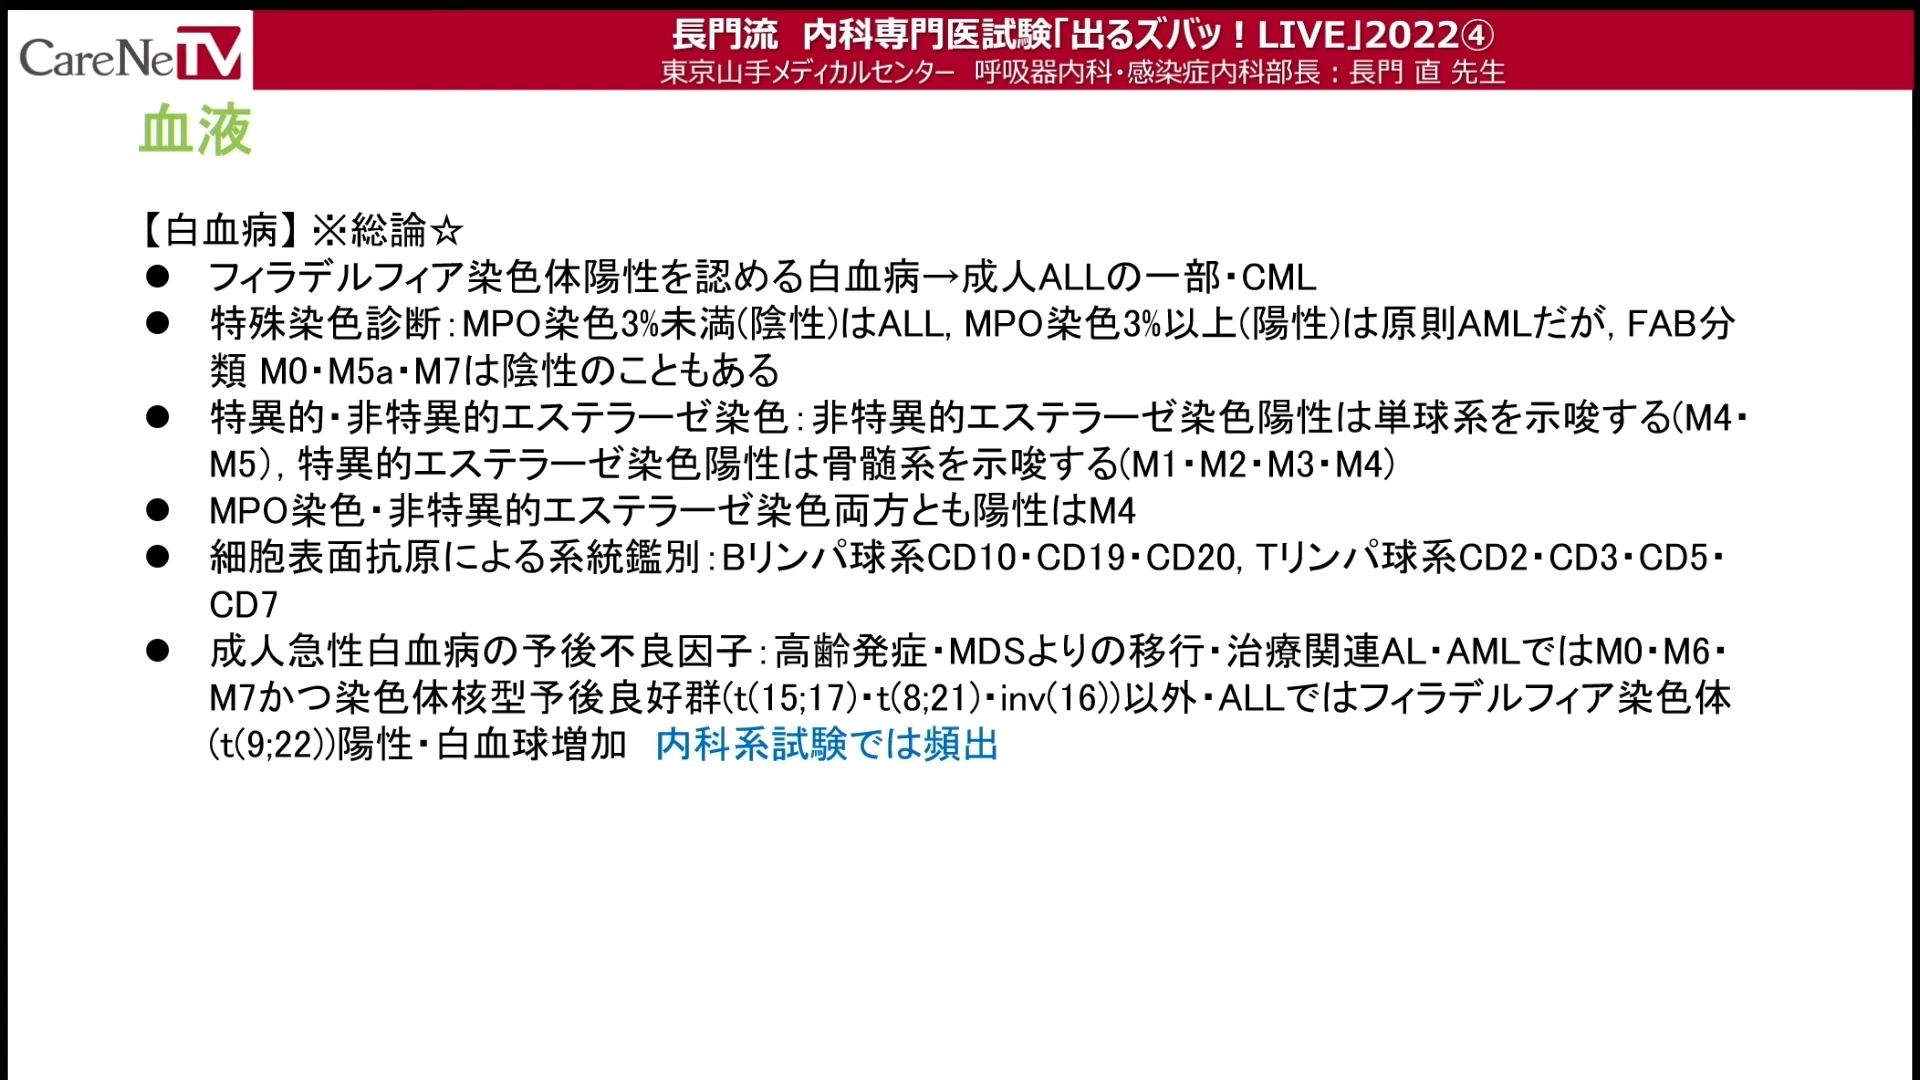 CareNeTV
長門流 内科専門医試験「出るズバッ！LIVE」2022④
東京山手メディカルセンター 呼吸器内科・感染症内科部長：長門 直 先生
血液
【白血病】※総論☆
● フィラデルフィア染色体陽性を認める白血病→成人ALLの一部・CML
● 特殊染色診断：MPO染色3%未満(陰性)はALL, MPO染色3%以上(陽性)は原則AMLだが, FAB分
類 M0・M5a・M7は陰性のこともある
● 特異的・非特異的エステラーゼ染色：非特異的エステラーゼ染色陽性は単球系を示唆する(M4・
M5), 特異的エステラーゼ染色陽性は骨髄系を示唆する(M1・M2・M3・M4)
● MPO染色・非特異的エステラーゼ染色両方とも陽性はM4
● 細胞表面抗原による系統鑑別：Bリンパ球系CD10・CD19・CD20, Tリンパ球系CD2・CD3・CD5・
CD7
● 成人急性白血病の予後不良因子：高齢発症・MDSよりの移行・治療関連AL・AMLではM0・M6・
M7かつ染色体核型予後良好群(t(15;17)・t(8;21)・inv(16))以外・ALLではフィラデルフィア染色体
(t(9;22))陽性・白血球増加 内科系試験では頻出